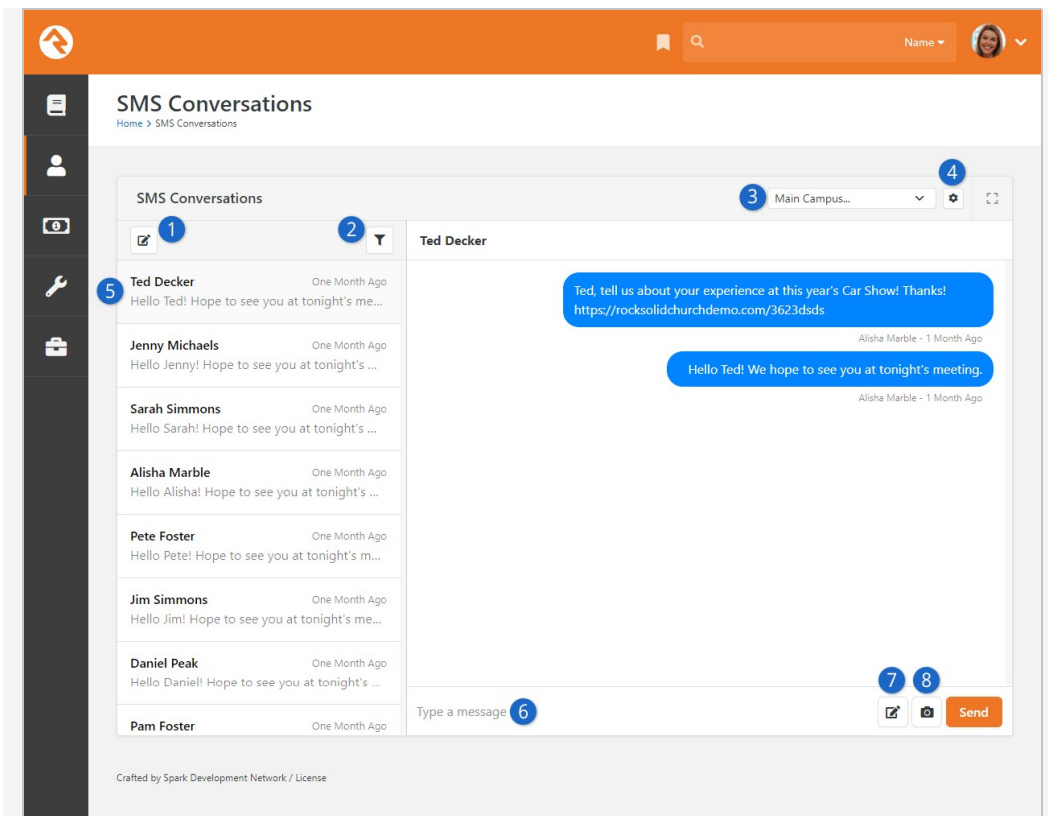 Name
SMS Conversations
Home > SMS Conversations
4
SMS Conversations
3 Main Campus...
1
2
Ted Decker
5
Ted Decker One Month Ago
Hello Ted! Hope to see you at tonight's me...
Jenny Michaels One Month Ago
Hello Jenny! Hope to see you at tonight's ...
Sarah Simmons One Month Ago
Hello Sarah! Hope to see you at tonight's ...
Alisha Marble One Month Ago
Hello Alisha! Hope to see you at tonight's ...
Pete Foster One Month Ago
Hello Pete! Hope to see you at tonight's m...
Jim Simmons One Month Ago
Hello Jim! Hope to see you at tonight's me...
Daniel Peak One Month Ago
Hello Daniel! Hope to see you at tonight's ...
Pam Foster One Month Ago
Ted, tell us about your experience at this year's Car Show! Thanks!
https://rocksolidchurchdemo.com/3623dsds
Alisha Marble - 1 Month Ago
Hello Ted! We hope to see you at tonight's meeting.
Alisha Marble - 1 Month Ago
7 8
Type a message 6
Send
Crafted by Spark Development Network / License